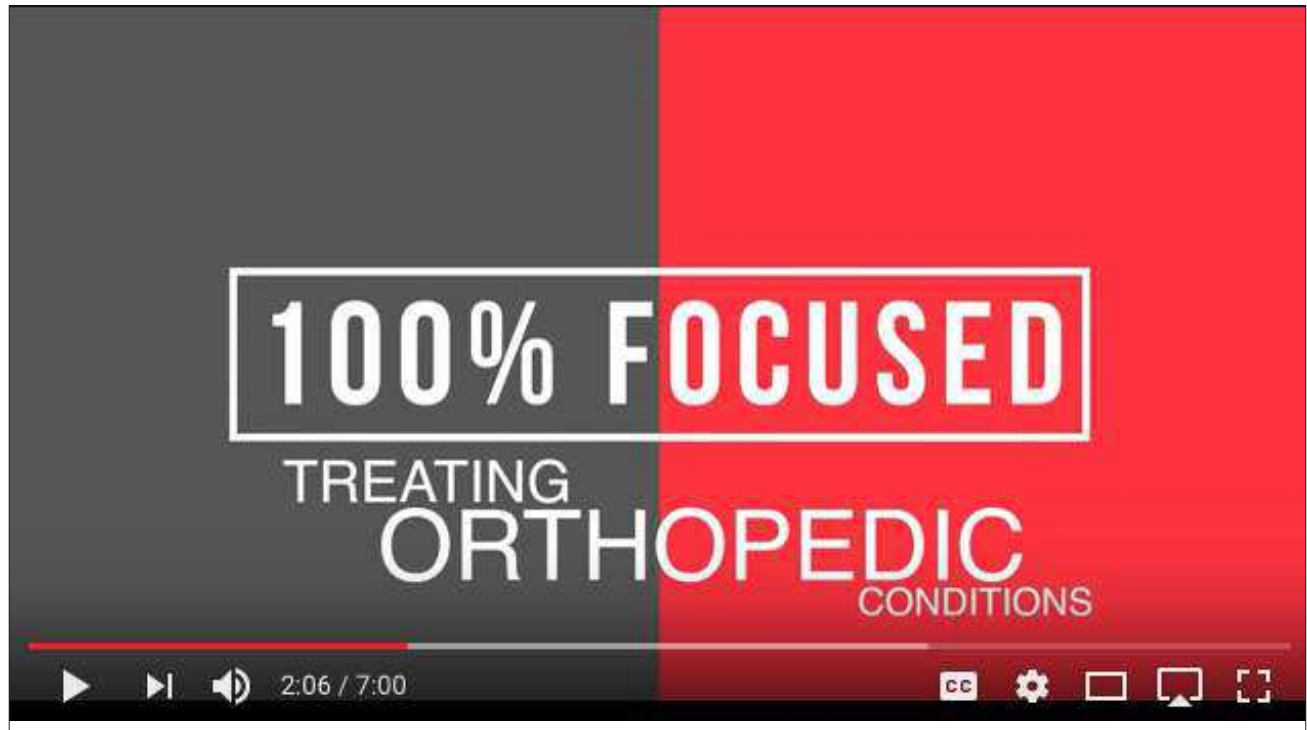 100% FOCUSED
TREATING
ORTHOPEDIC
CONDITIONS
2:06 / 7:00
CC